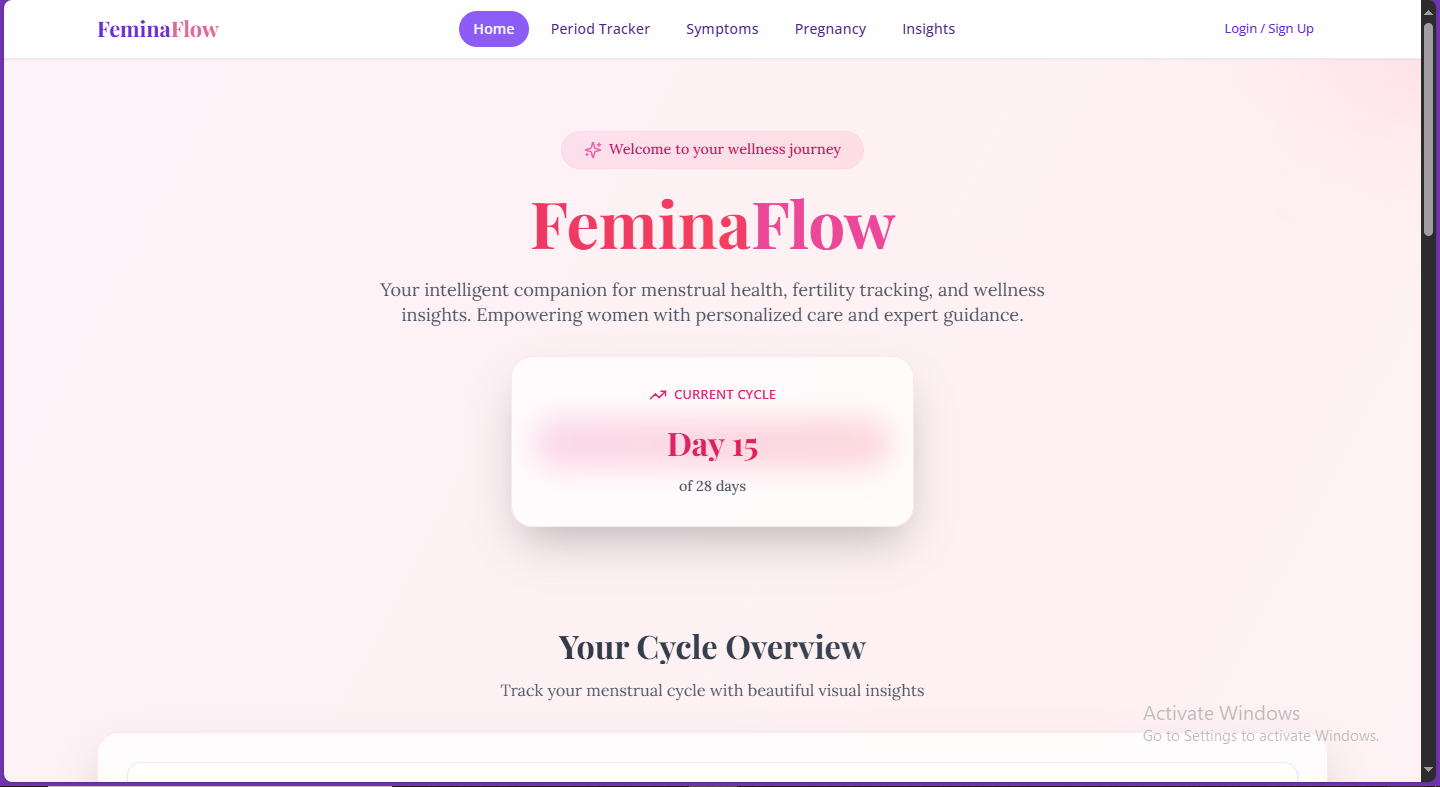 FeminaFlow
Home
Period Tracker
Symptoms
Pregnancy
Insights
Login / Sign Up
Welcome to your wellness journey
FeminaFlow
Your intelligent companion for menstrual health, fertility tracking, and wellness
insights. Empowering women with personalized care and expert guidance.
CURRENT CYCLE
Day 15
of 28 days
Your Cycle Overview
Track your menstrual cycle with beautiful visual insights
Activate Windows
Go to Settings to activate Windows.